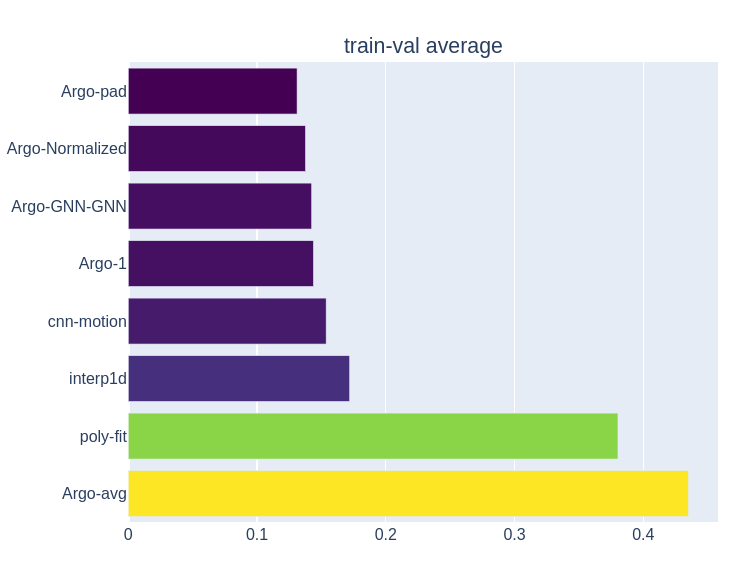 train-val average
Argo-pad
Argo-Normalized
Argo-GNN-GNN
Argo-1
cnn-motion
interp1d
poly-fit
Argo-avg
0 0.1 0.2 0.3 0.4